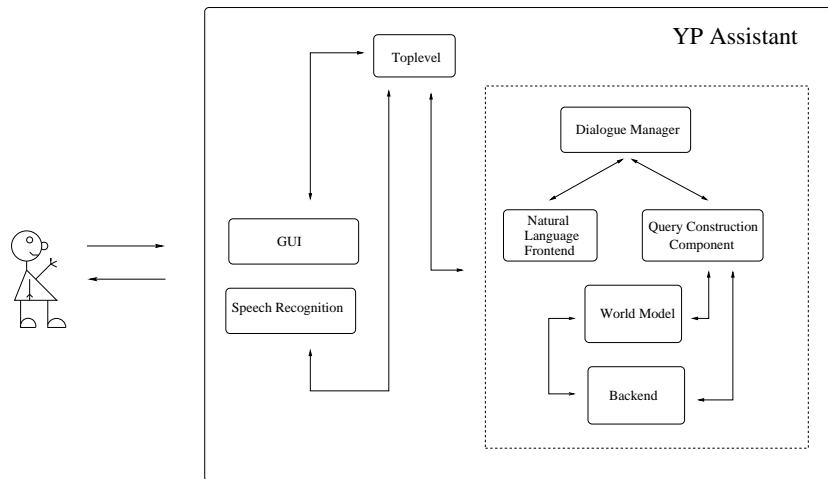 YP Assistant
Toplevel
Dialogue Manager
Natural
Language
Frontend
Query Construction
Component
GUI
Speech Recognition
World Model
Backend